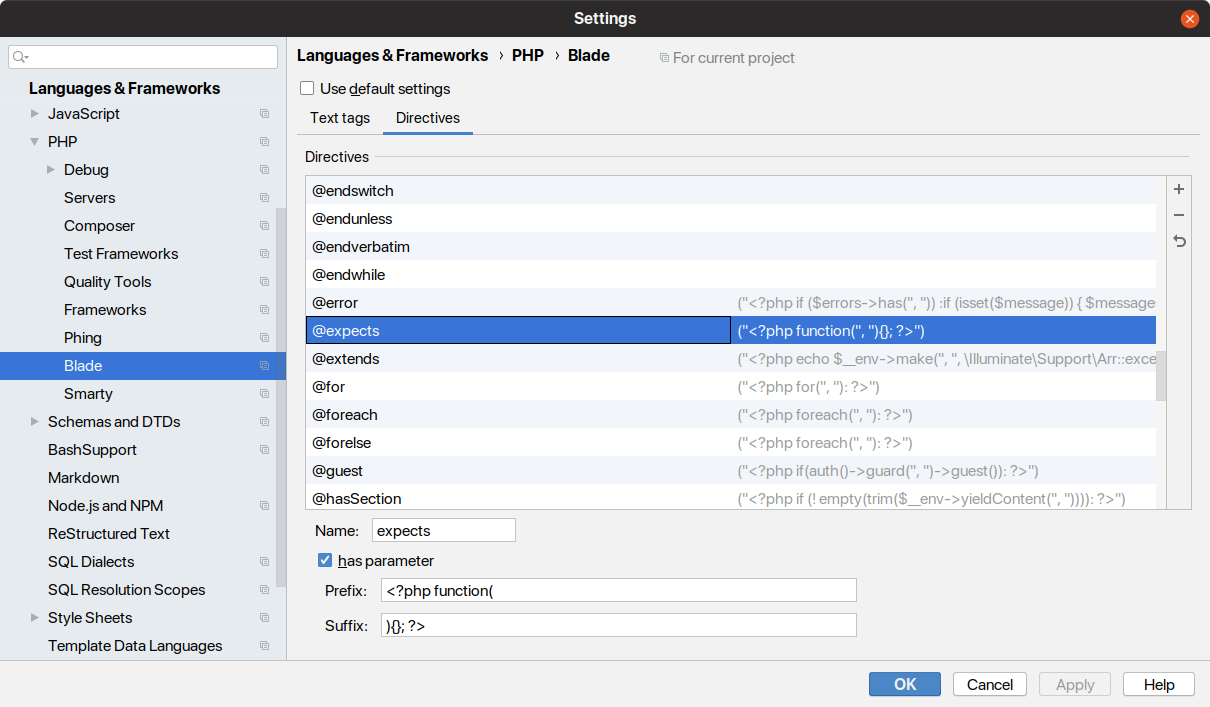 Settings
Languages & Frameworks
JavaScript
PHP
Debug
Servers
Composer
Test Frameworks
Quality Tools
Frameworks
Phing
Blade
Smarty
Schemas and DTDs
BashSupport
Markdown
Node.js and NPM
ReStructured Text
SQL Dialects
SQL Resolution Scopes
Style Sheets
Template Data Languages
Languages & Frameworks › PHP › Blade For current project
Use default settings
Text tags Directives
Directives
@endswitch
@endunless
@endverbatim
@endwhile
@error ("<?php if ($errors->has(", ")) :if (isset($message)) { $message
@expects ("<?php function(", "){}; ?>")
@extends ("<?php echo $__env->make(", ", \Illuminate\Support\Arr::exce
@for ("<?php for(", "): ?>")
@foreach ("<?php foreach(", "): ?>")
@forelse ("<?php foreach(", "): ?>")
@guest ("<?php if(auth()->guard(", ")->guest()): ?>")
@hasSection ("<?php if (! empty(trim($__env->yieldContent(", ")))): ?>")
Name: expects
has parameter
Prefix: <?php function(
Suffix: ){}; ?>
OK Cancel Apply Help